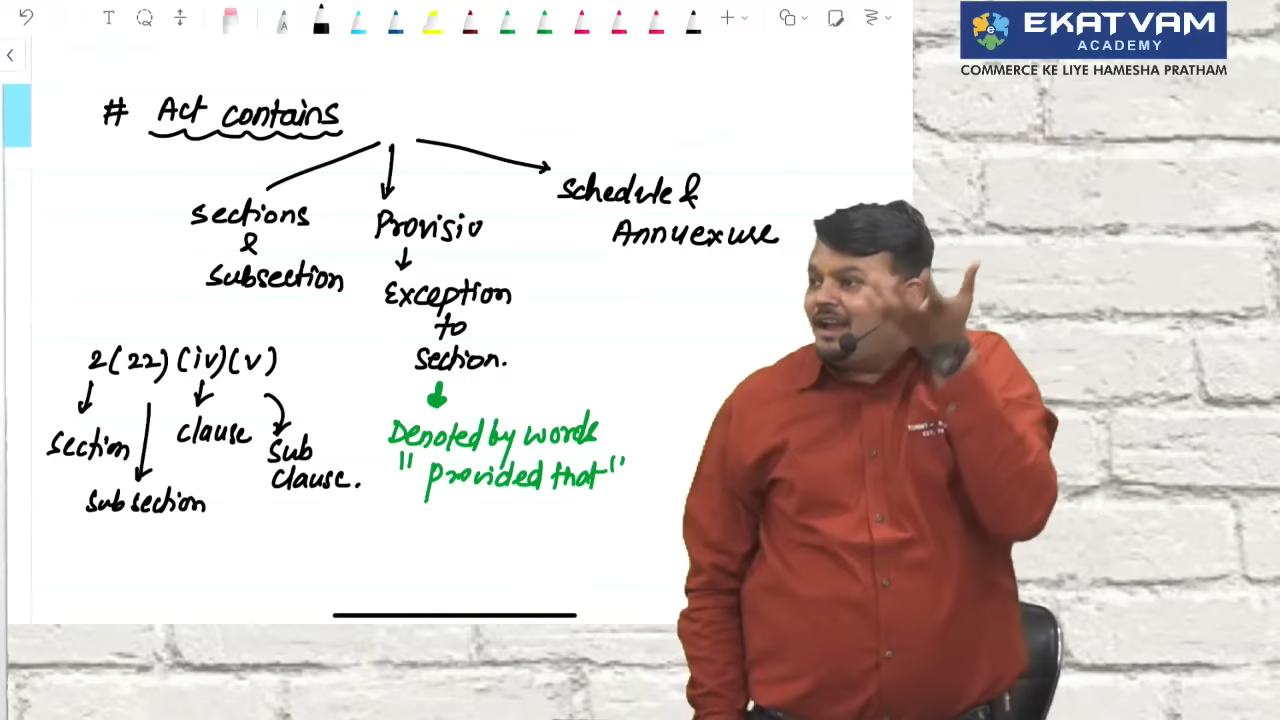 EKATVAM
ACADEMY
COMMERCE KE LIYE HAMESHA PRATHAM
# Act contains
Sections
&
Subsection
Provisio
Exception
to
section.
Denoted by words
"Provided that"
Schedule &
Annuexure
2(22)(iv)(v)
section
Subsection
clause
Sub
clause.